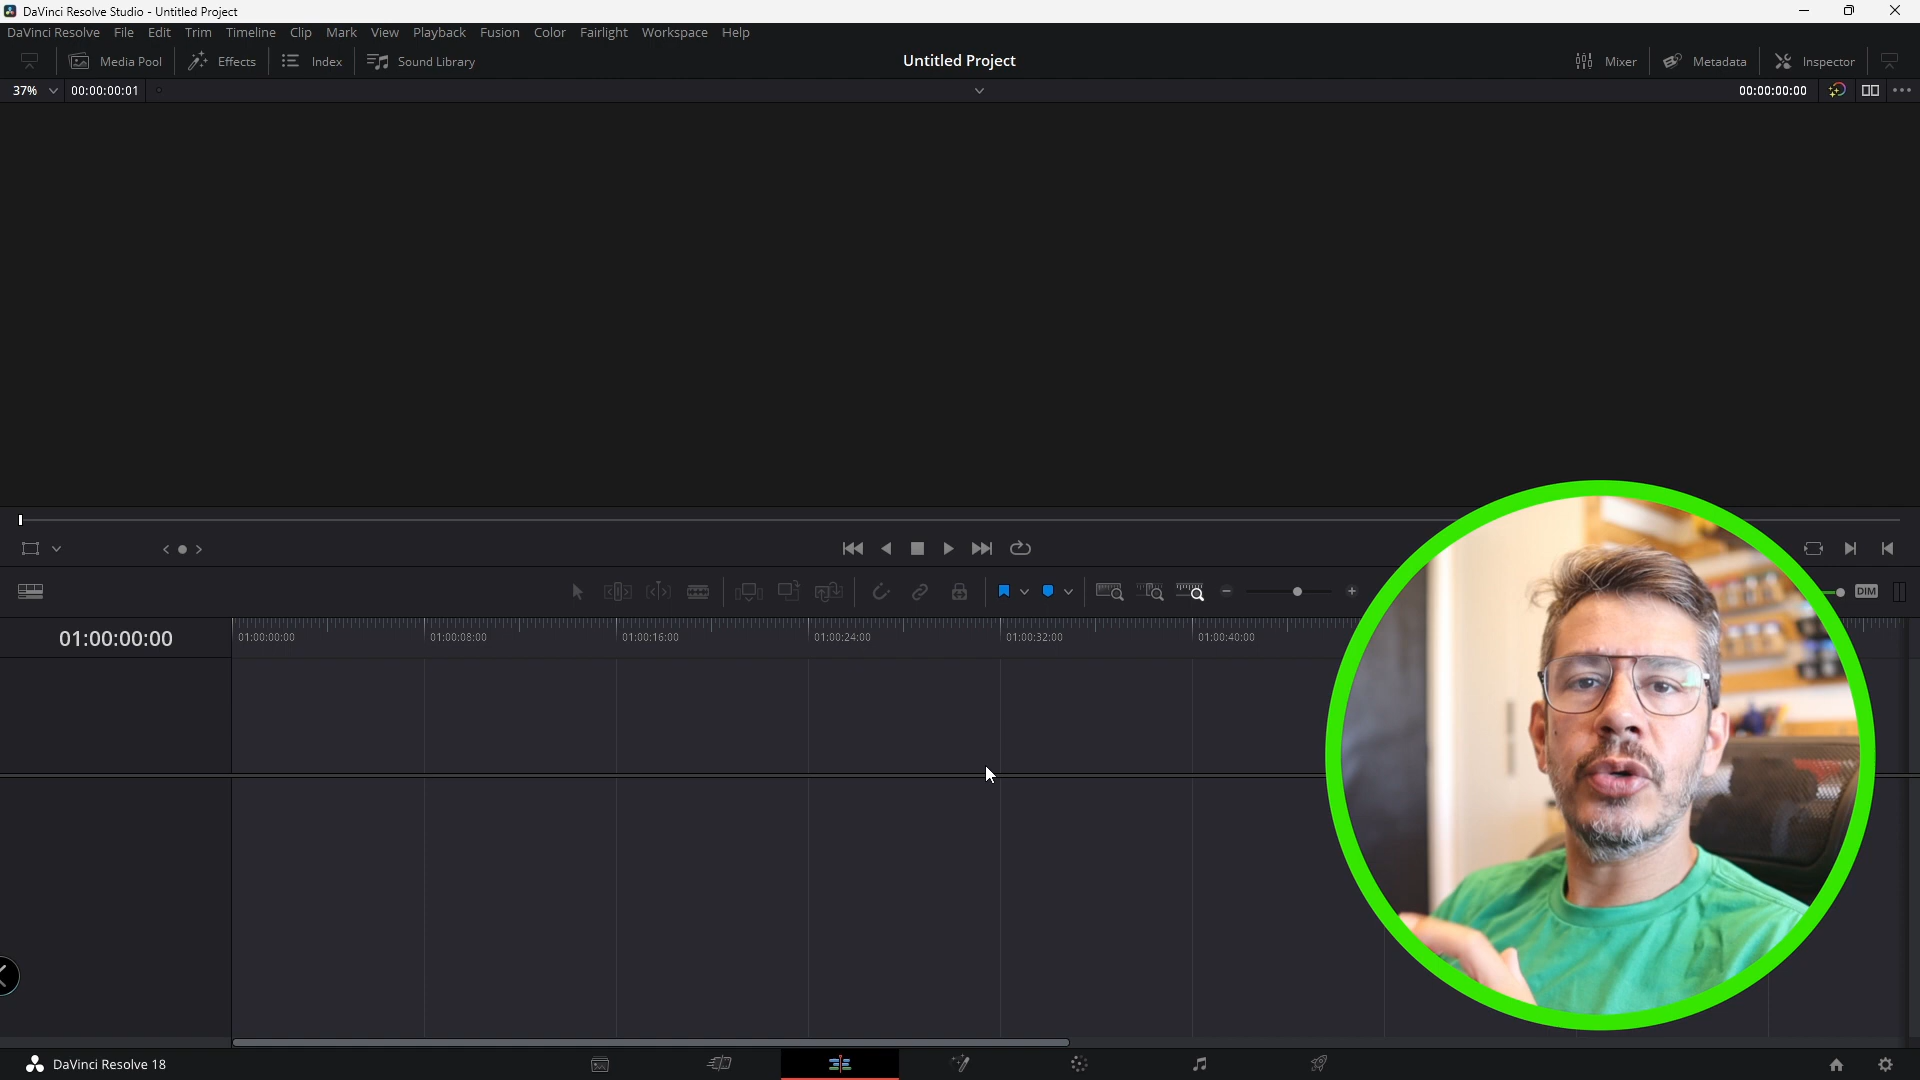 DaVinci Resolve Studio - Untitled Project
DaVinci Resolve File Edit Trim Timeline Clip Mark View Playback Fusion Color Fairlight Workspace Help
Media Pool Effects Index Sound Library Untitled Project Mixer Metadata Inspector
37% 00:00:00:01 00:00:00:00
DIM
01:00:00:00 01:00:00:00 01:00:08:00 01:00:16:00 01:00:24:00 01:00:32:00 01:00:40:00
DaVinci Resolve 18